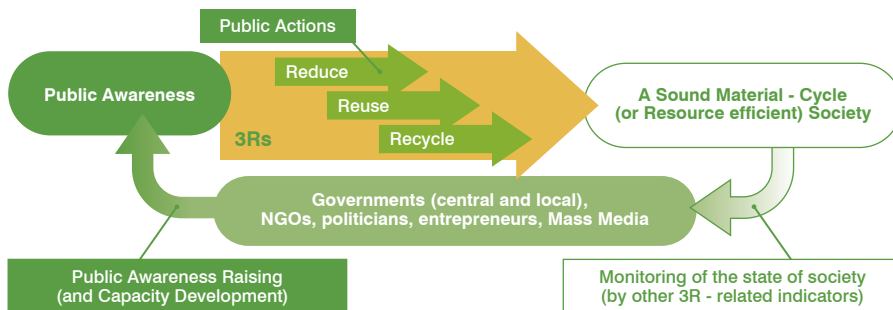 Public Actions
Public Awareness
Reduce
Reuse
Recycle
3Rs
A Sound Material - Cycle
(or Resource efficient) Society
Governments (central and local),
NGOs, politicians, entrepreneurs, Mass Media
Public Awareness Raising
(and Capacity Development)
Monitoring of the state of society
(by other 3R - related indicators)